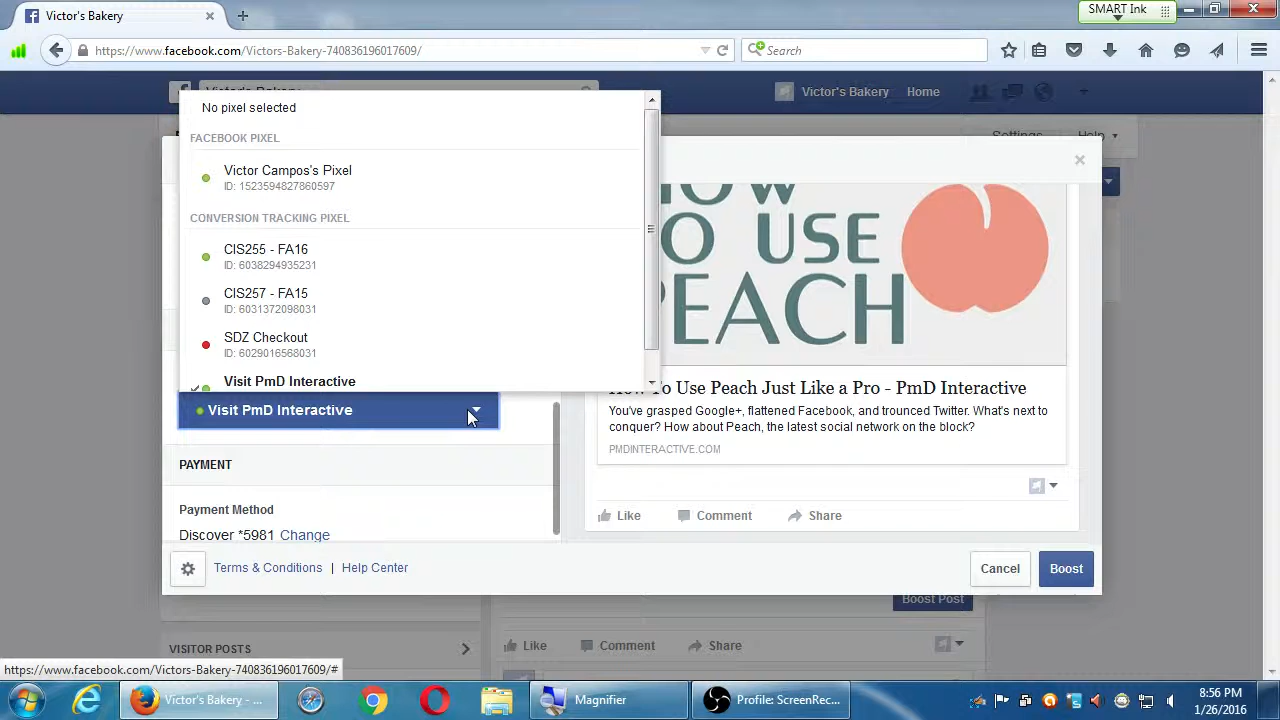 Victor's Bakery
SMART Ink
https://www.facebook.com/Victors-Bakery-740836196017609/
Search
Victor's Bakery
Home
No pixel selected
Settings
Help
FACEBOOK PIXEL
Victor Campos's Pixel
ID: 1523594827860597
CONVERSION TRACKING PIXEL
CIS255 - FA16
ID: 6038294935231
CIS257 - FA15
ID: 6031372098031
SDZ Checkout
ID: 6029016568031
Visit PmD Interactive
Visit PmD Interactive
HOW
TO USE
PEACH
How To Use Peach Just Like a Pro - PmD Interactive
You've grasped Google+, flattened Facebook, and trounced Twitter. What's next to
conquer? How about Peach, the latest social network on the block?
PMDINTERACTIVE.COM
PAYMENT
Payment Method
Discover *5981 Change
Like Comment Share
Terms & Conditions | Help Center
Cancel
Boost
Boost Post
VISITOR POSTS
Like Comment Share
https://www.facebook.com/Victors-Bakery-740836196017609/#
Victor's Bakery - ...
Magnifier
Profile: ScreenRec...
8:56 PM
1/26/2016